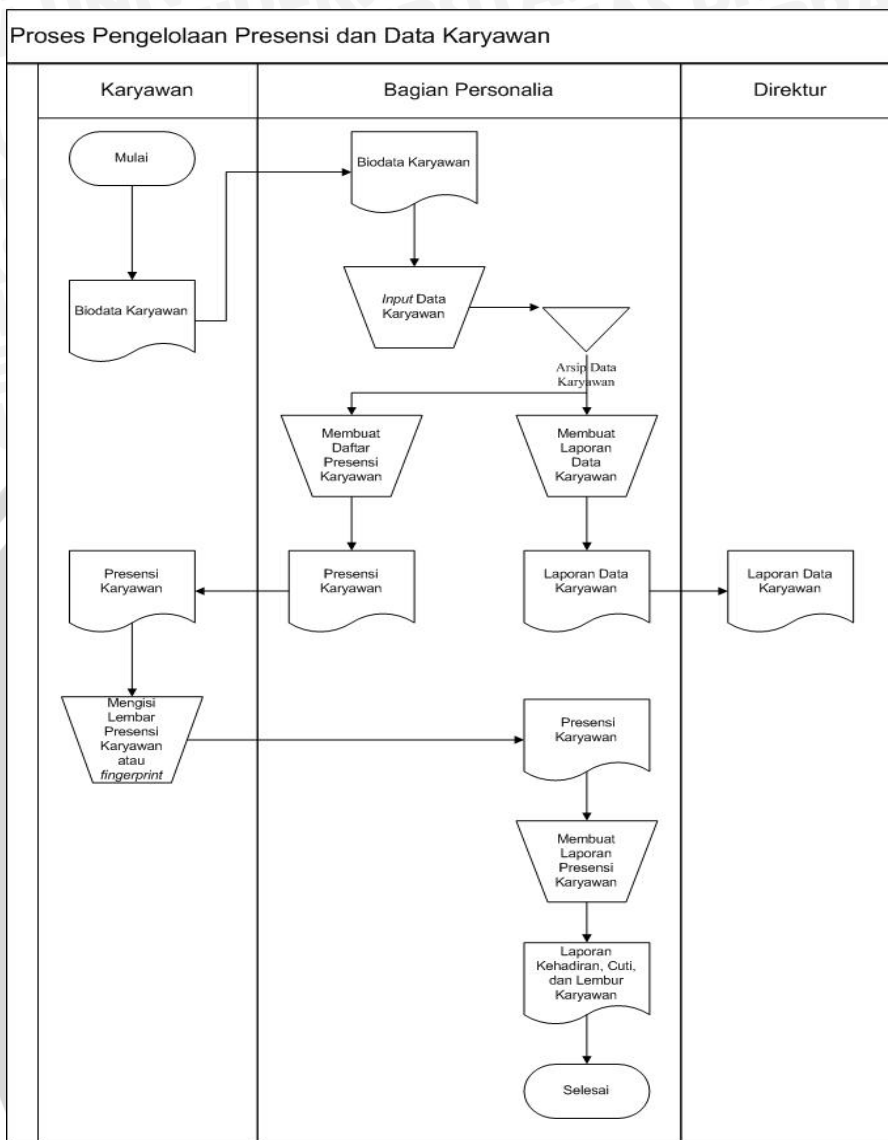 Proses Pengelolaan Presensi dan Data Karyawan
Karyawan
Bagian Personalia
Direktur
Mulai
Biodata Karyawan
Biodata Karyawan
Input Data
Karyawan
Arsip Data
Karyawan
Membuat
Daftar
Presensi
Karyawan
Membuat
Laporan
Data
Karyawan
Presensi
Karyawan
Presensi
Karyawan
Laporan Data
Karyawan
Laporan Data
Karyawan
Mengisi
Lembar
Presensi
Karyawan
atau
fingerprint
Presensi
Karyawan
Membuat
Laporan
Presensi
Karyawan
Laporan
Kehadiran, Cuti,
dan Lembur
Karyawan
Selesai